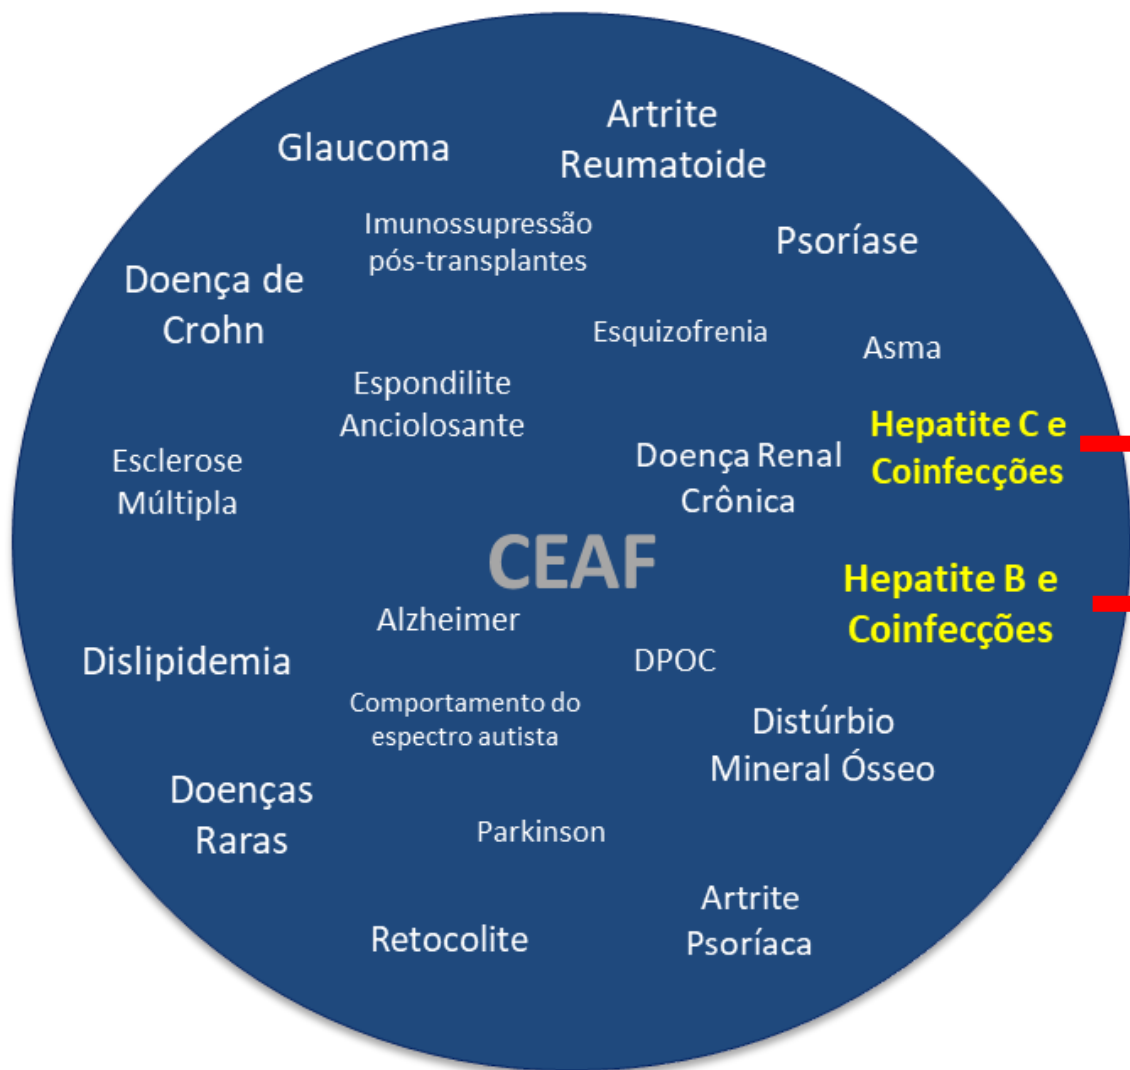 Glaucoma
Artrite
Reumatoide
Imunossupressão
pós-transplantes
Psoríase
Doença de
Crohn
Esquizofrenia
Asma
Espondilite
Anciolosante
Hepatite C e
Coinfecções
Esclerose
Múltipla
Doença Renal
Crônica
CEAF
Hepatite B e
Coinfecções
Alzheimer
Dislipidemia
DPOC
Comportamento do
espectro autista
Distúrbio
Mineral Ósseo
Doenças
Raras
Parkinson
Artrite
Psoríaca
Retocolite